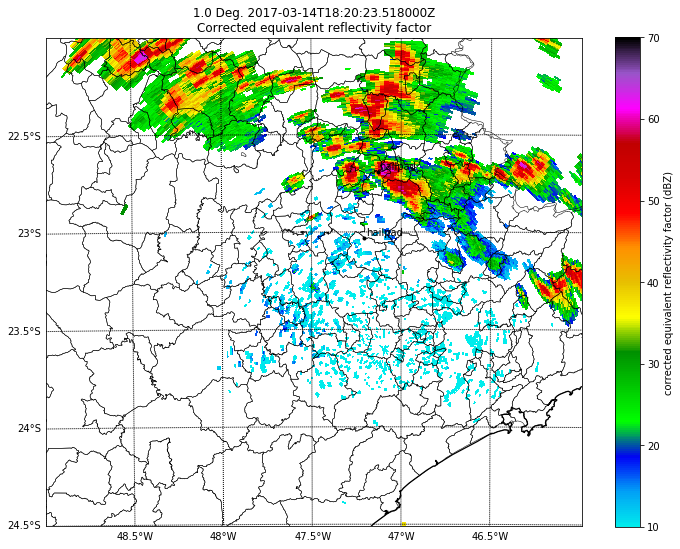 1.0 Deg. 2017-03-14T18:20:23.518000Z
Corrected equivalent reflectivity factor
22.5°S
23°S
23.5°S
24°S
24.5°S
48.5°W
48°W
47.5°W
47°W
46.5°W
hailpad
70
60
50
40
30
20
10
corrected equivalent reflectivity factor (dBZ)